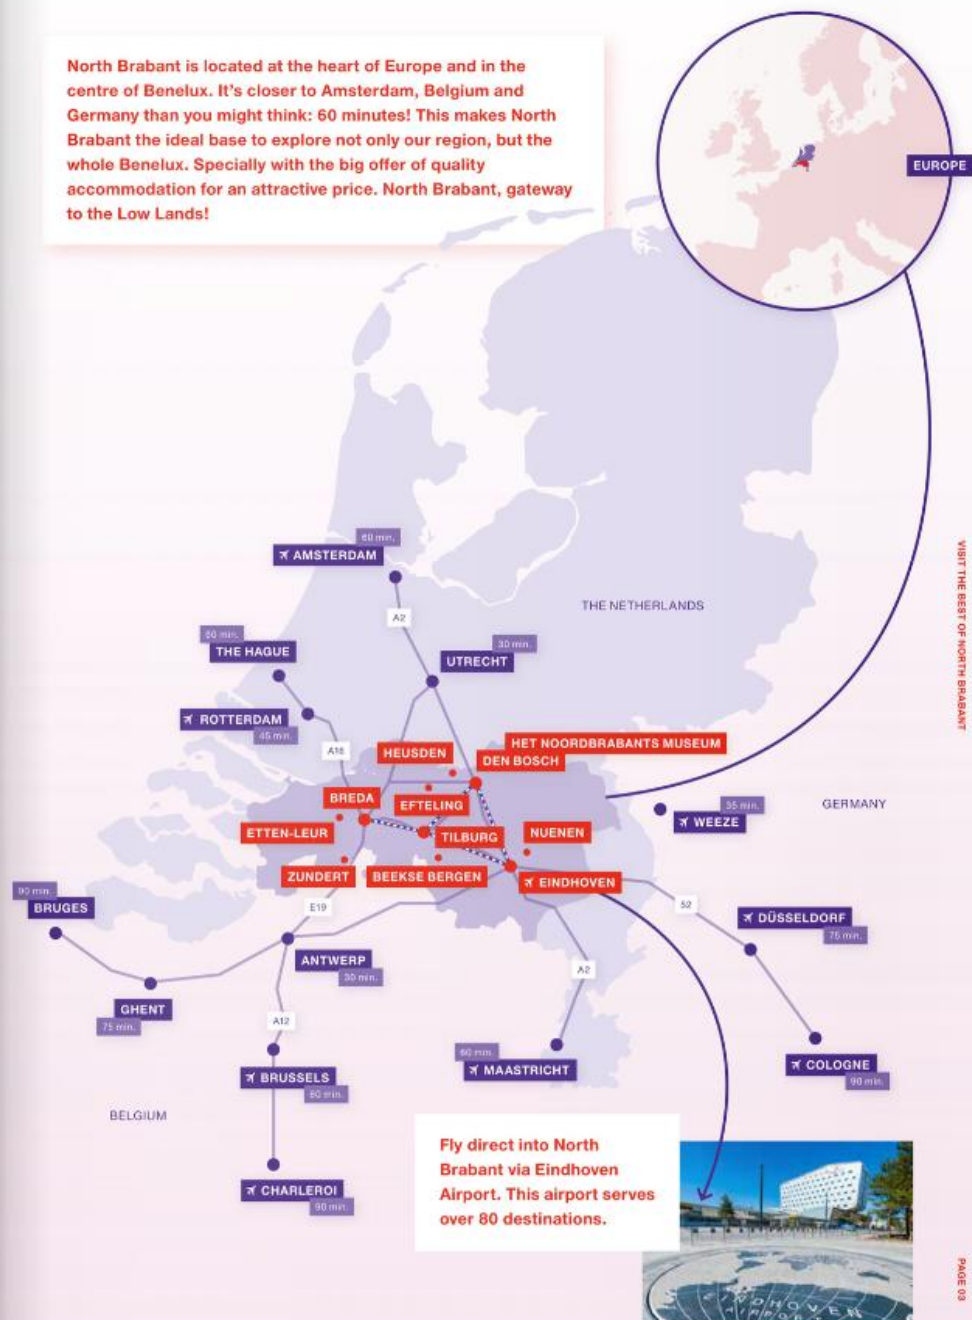 North Brabant is located at the heart of Europe and in the
centre of Benelux. It's closer to Amsterdam, Belgium and
Germany than you might think: 60 minutes! This makes North
Brabant the ideal base to explore not only our region, but the
whole Benelux. Specially with the big offer of quality
accommodation for an attractive price. North Brabant, gateway
to the Low Lands!
EUROPE
60 min.
AMSTERDAM
A2
THE NETHERLANDS
VISIT THE BEST OF NORTH BRABANT
THE HAGUE
30 min.
UTRECHT
ROTTERDAM
45 min.
A16
HEUSDEN
HET NOORDBRABANTS MUSEUM
DEN BOSCH
BREDA
EFTELING
35 min.
WEEZE
GERMANY
ETTEN-LEUR
TILBURG
NUENEN
ZUNDERT
BEEKSE BERGEN
EINDHOVEN
90 min.
BRUGES
E19
52
DÜSSELDORF
75 min.
ANTWERP
30 min.
A2
GHENT
75 min.
A12
60 min.
MAASTRICHT
COLOGNE
90 min.
BRUSSELS
60 min.
BELGIUM
CHARLEROI
90 min.
Fly direct into North
Brabant via Eindhoven
Airport. This airport serves
over 80 destinations.
EINDHOVEN
AIRPORT
PAGE 03